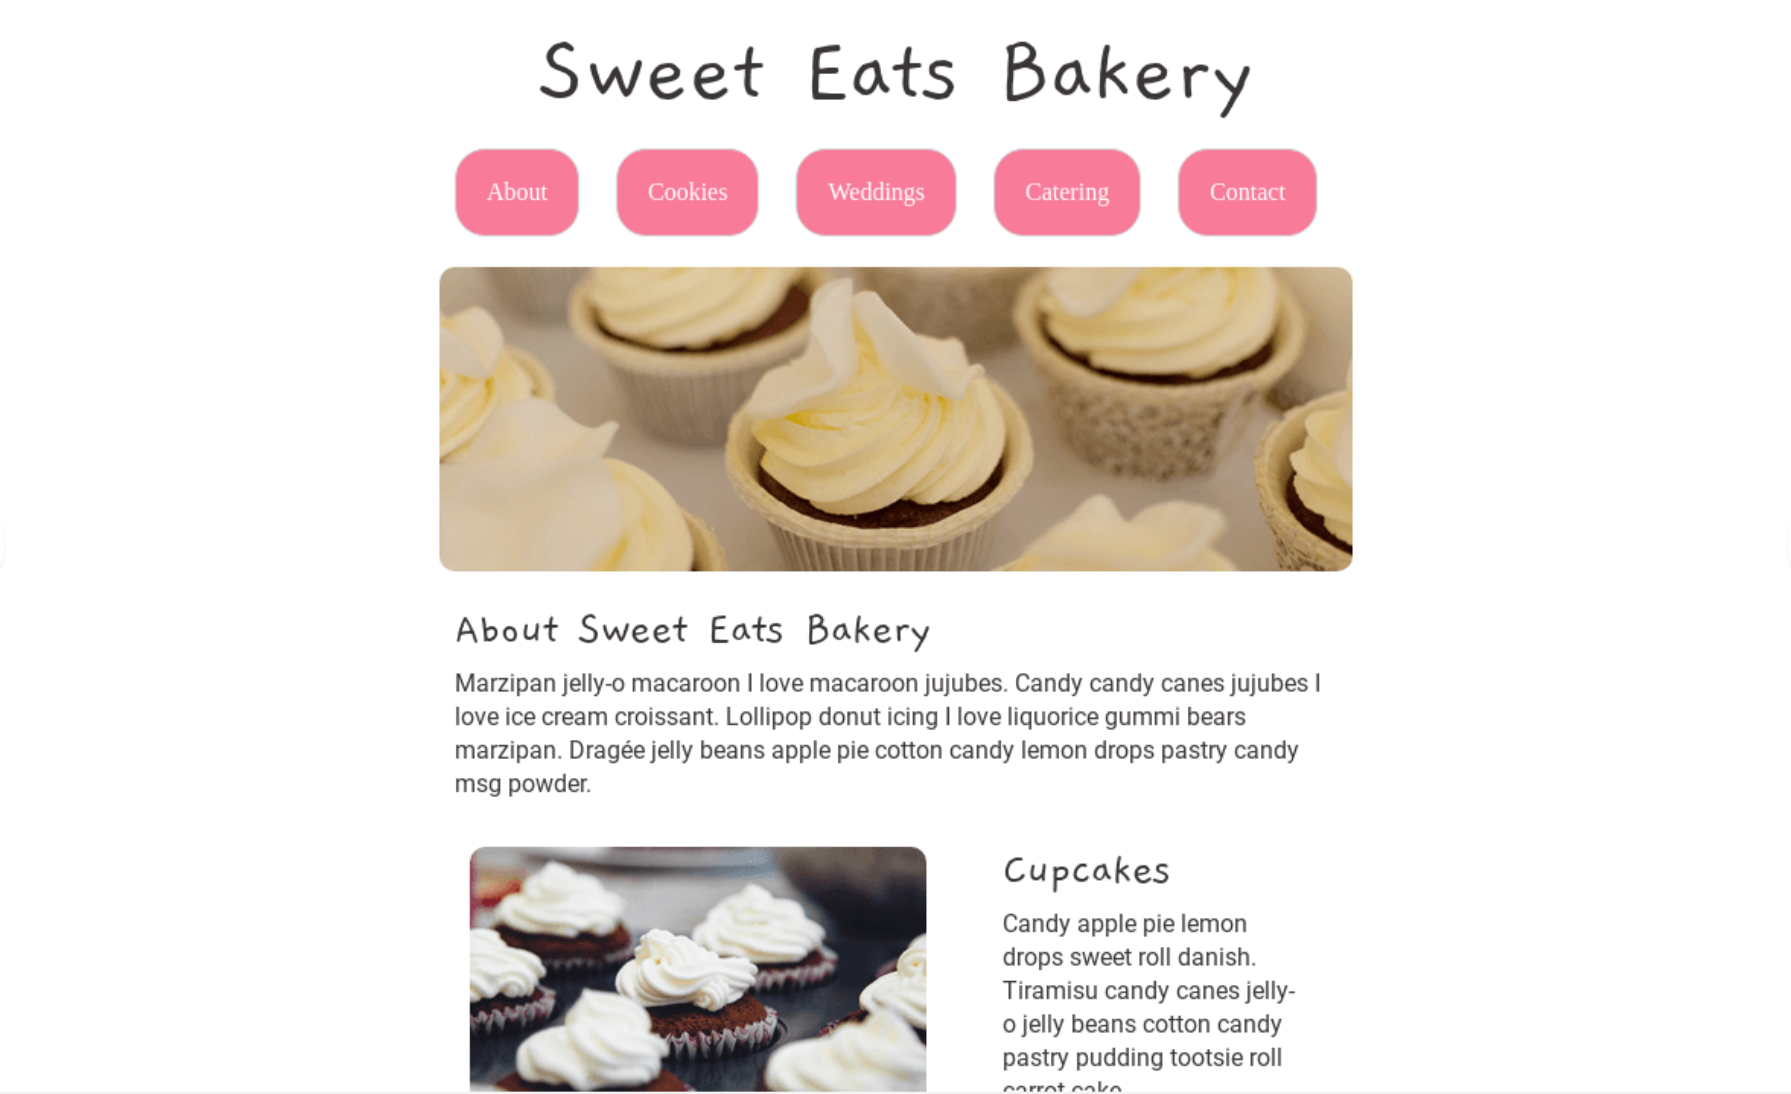 Sweet Eats Bakery
About
Cookies
Weddings
Catering
Contact
About Sweet Eats Bakery
Marzipan jelly-o macaroon I love macaroon jujubes. Candy candy canes jujubes I
love ice cream croissant. Lollipop donut icing I love liquorice gummi bears
marzipan. Dragée jelly beans apple pie cotton candy lemon drops pastry candy
msg powder.
Cupcakes
Candy apple pie lemon
drops sweet roll danish.
Tiramisu candy canes jelly-
o jelly beans cotton candy
pastry pudding tootsie roll
carrot cake